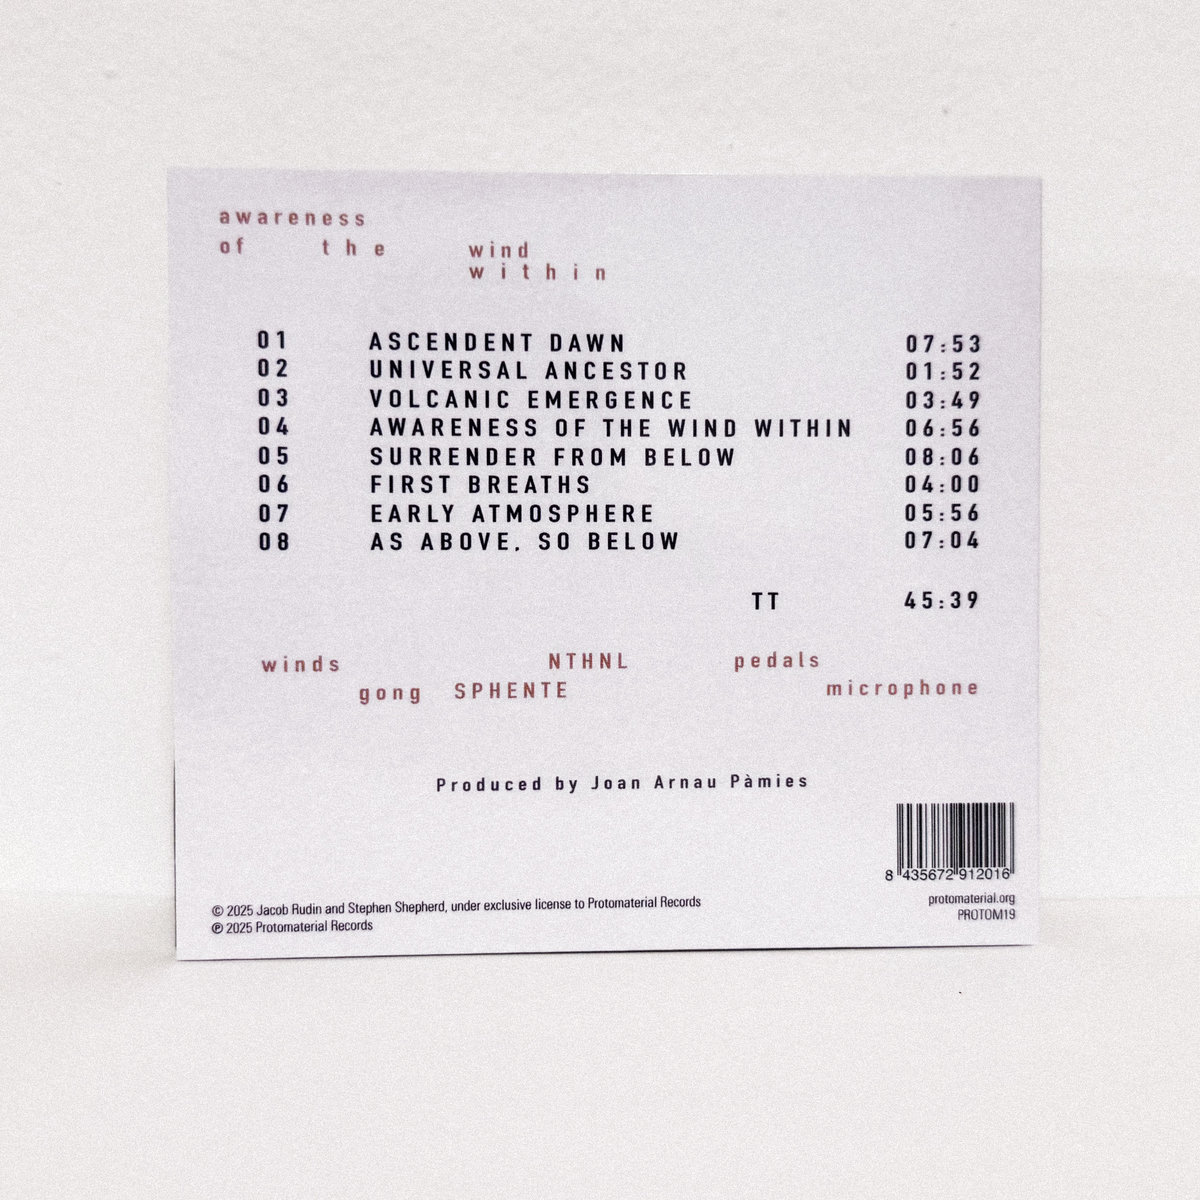 awareness
of the wind
within
01 ASCENDENT DAWN 07:53
02 UNIVERSAL ANCESTOR 01:52
03 VOLCANIC EMERGENCE 03:49
04 AWARENESS OF THE WIND WITHIN 06:56
05 SURRENDER FROM BELOW 08:06
06 FIRST BREATHS 04:00
07 EARLY ATMOSPHERE 05:56
08 AS ABOVE, SO BELOW 07:04
TT 45:39
winds NTHNL pedals
gong SPHENTE microphone
Produced by Joan Arnau Pàmies
8 435672 912016
© 2025 Jacob Rudin and Stephen Shepherd, under exclusive license to Protomaterial Records
℗ 2025 Protomaterial Records
protomaterial.org
PROTOM19